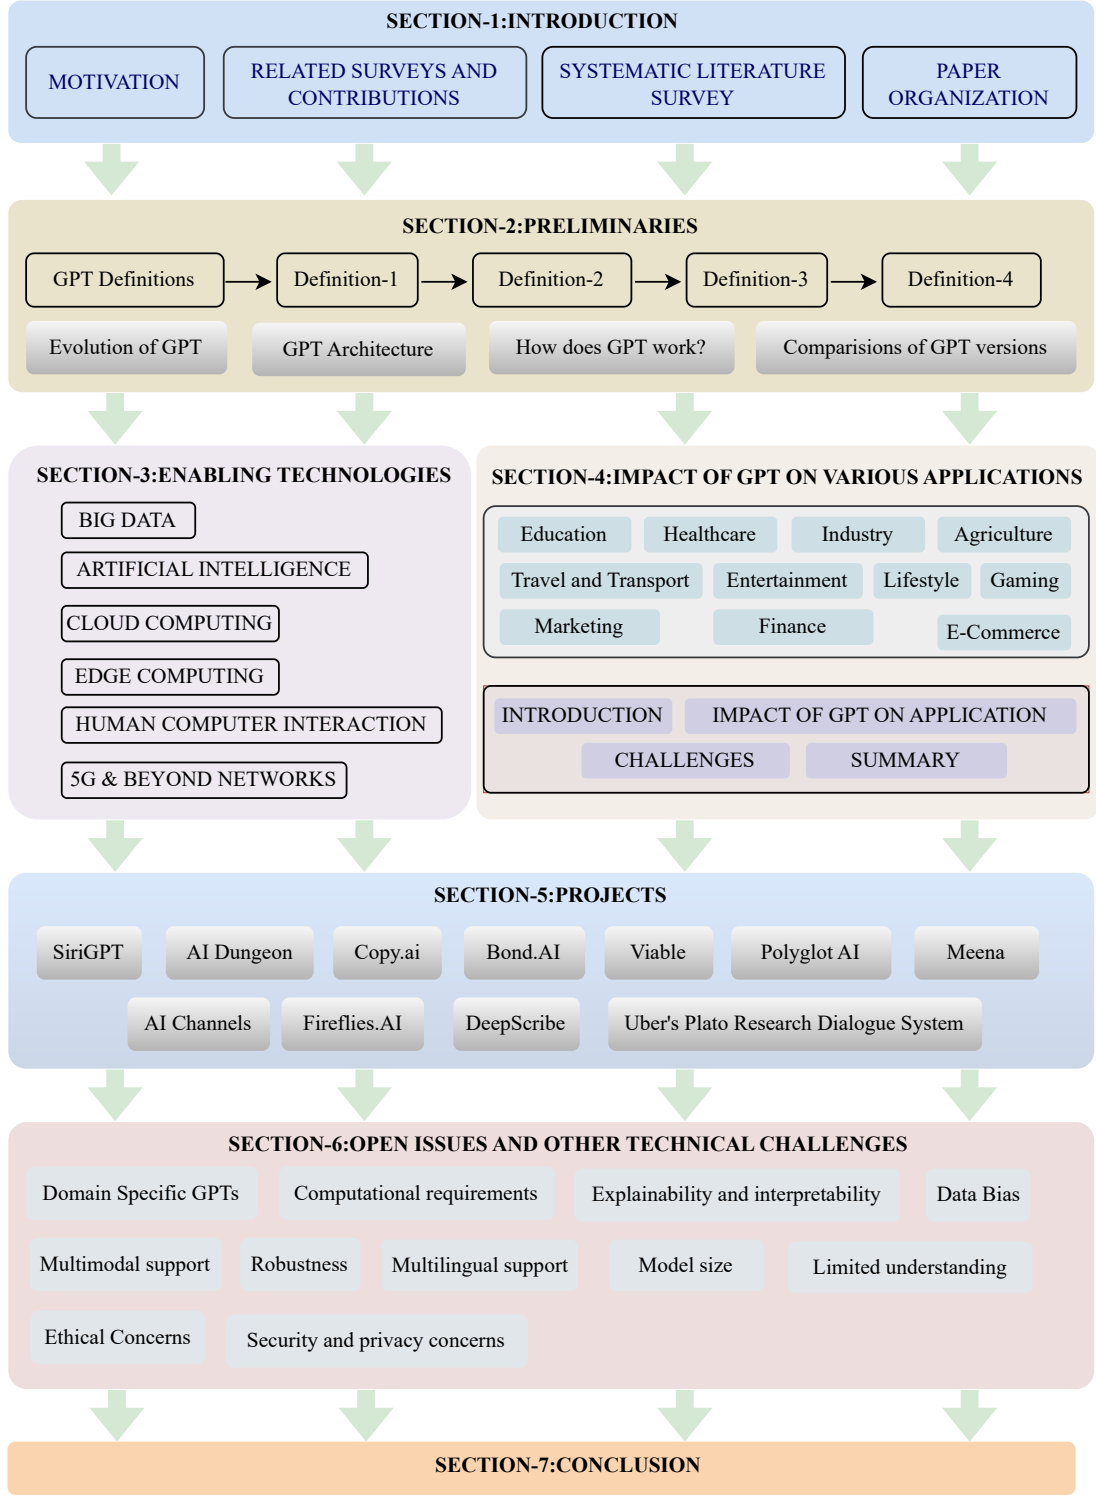 SECTION-1:INTRODUCTION
MOTIVATION
RELATED SURVEYS AND
CONTRIBUTIONS
SYSTEMATIC LITERATURE
SURVEY
PAPER
ORGANIZATION
SECTION-2:PRELIMINARIES
GPT Definitions
Definition-1
Definition-2
Definition-3
Definition-4
Evolution of GPT
GPT Architecture
How does GPT work?
Comparisions of GPT versions
SECTION-3:ENABLING TECHNOLOGIES
BIG DATA
ARTIFICIAL INTELLIGENCE
CLOUD COMPUTING
EDGE COMPUTING
HUMAN COMPUTER INTERACTION
5G & BEYOND NETWORKS
SECTION-4:IMPACT OF GPT ON VARIOUS APPLICATIONS
Education
Healthcare
Industry
Agriculture
Travel and Transport
Entertainment
Lifestyle
Gaming
Marketing
Finance
E-Commerce
INTRODUCTION
IMPACT OF GPT ON APPLICATION
CHALLENGES
SUMMARY
SECTION-5:PROJECTS
SiriGPT
AI Dungeon
Copy.ai
Bond.AI
Viable
Polyglot AI
Meena
AI Channels
Fireflies.AI
DeepScribe
Uber's Plato Research Dialogue System
SECTION-6:OPEN ISSUES AND OTHER TECHNICAL CHALLENGES
Domain Specific GPTs
Computational requirements
Explainability and interpretability
Data Bias
Multimodal support
Robustness
Multilingual support
Model size
Limited understanding
Ethical Concerns
Security and privacy concerns
SECTION-7:CONCLUSION